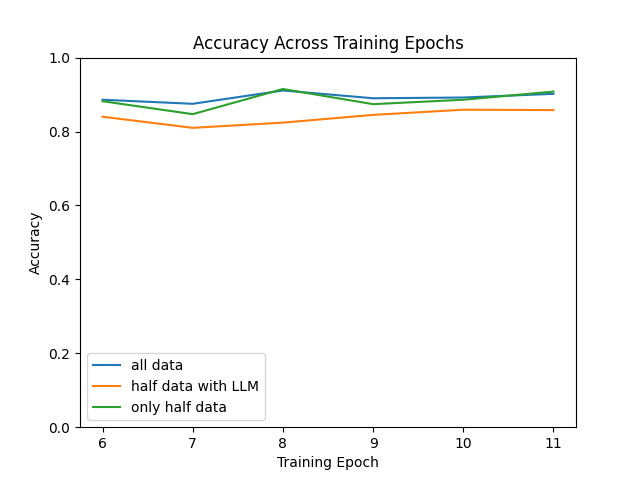 Accuracy Across Training Epochs
1.0
0.8
0.6
0.4
0.2
0.0
Accuracy
all data
half data with LLM
only half data
6 7 8 9 10 11
Training Epoch